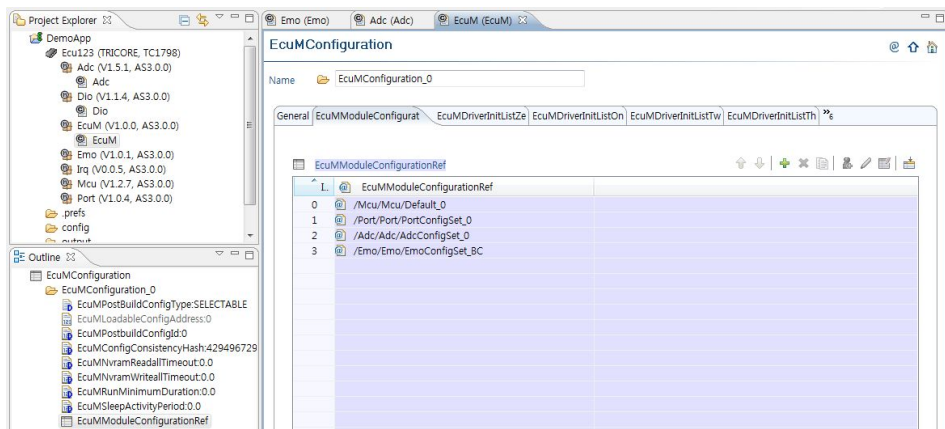 Project Explorer
DemoApp
Ecu123 (TRICORE, TC1798)
Adc (V1.5.1, AS3.0.0)
Adc
Dio (V1.1.4, AS3.0.0)
Dio
EcuM (V1.0.0, AS3.0.0)
EcuM
Emo (V1.0.1, AS3.0.0)
Irq (V0.0.5, AS3.0.0)
Mcu (V1.2.7, AS3.0.0)
Port (V1.0.4, AS3.0.0)
.prefs
config
output
Outline
EcuMConfiguration
EcuMConfiguration_0
EcuMPostBuildConfigType:SELECTABLE
EcuMLoadableConfigAddress:0
EcuMPostbuildConfigId:0
EcuMConfigConsistencyHash:429496729
EcuMNvramReadallTimeout:0.0
EcuMNvramWriteallTimeout:0.0
EcuMRunMinimumDuration:0.0
EcuMSleepActivityPeriod:0.0
EcuMModuleConfigurationRef
Emo (Emo) Adc (Adc) EcuM (EcuM)
EcuMConfiguration
Name EcuMConfiguration_0
General EcuMModuleConfigurat EcuMDriverInitListZe EcuMDriverInitListOn EcuMDriverInitListTw EcuMDriverInitListTh »6
EcuMModuleConfigurationRef
I.. EcuMModuleConfigurationRef
0 /Mcu/Mcu/Default_0
1 /Port/Port/PortConfigSet_0
2 /Adc/Adc/AdcConfigSet_0
3 /Emo/Emo/EmoConfigSet_BC